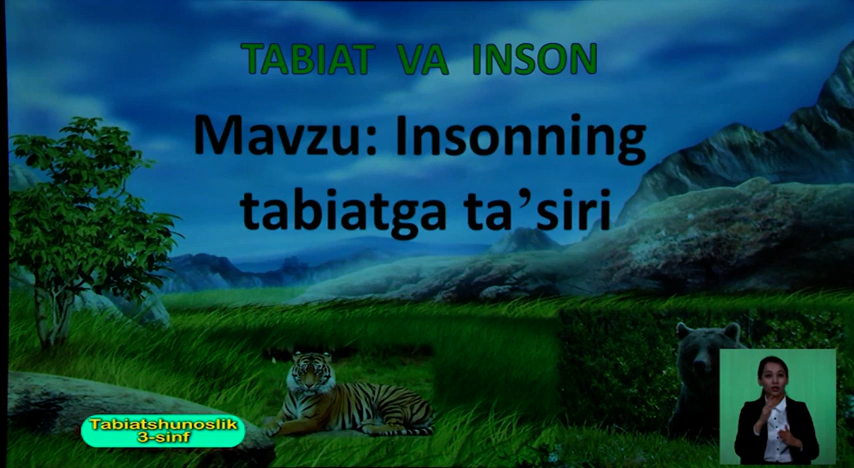 TABIAT VA INSON
Mavzu: Insonning
tabiatga ta’siri
Tabiatshunoslik
3-sinf